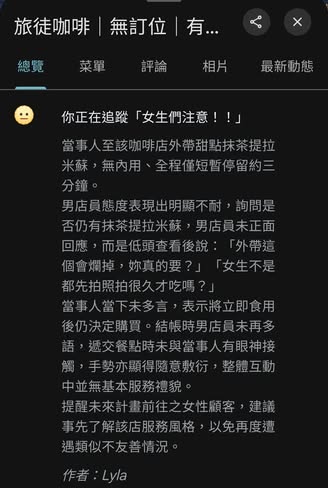 旅徒咖啡｜無訂位｜有...
總覽
菜單
評論
相片
最新動態
你正在追蹤「女生們注意！！」
當事人至該咖啡店外帶甜點抹茶提拉
米蘇，無內用、全程僅短暫停留約三
分鐘。
男店員態度表現出明顯不耐，詢問是
否仍有抹茶提拉米蘇，男店員未正面
回應，而是低頭查看後說：「外帶這
個會爛掉，妳真的要？」「女生不是
都先拍照拍很久才吃嗎？」
當事人當下未多言，表示將立即食用
後仍決定購買。結帳時男店員未再多
語，遞交餐點時未與當事人有眼神接
觸，手勢亦顯得隨意敷衍，整體互動
中並無基本服務禮貌。
提醒未來計畫前往之女性顧客，建議
事先了解該店服務風格，以免再度遭
遇類似不友善情況。
作者：Lyla